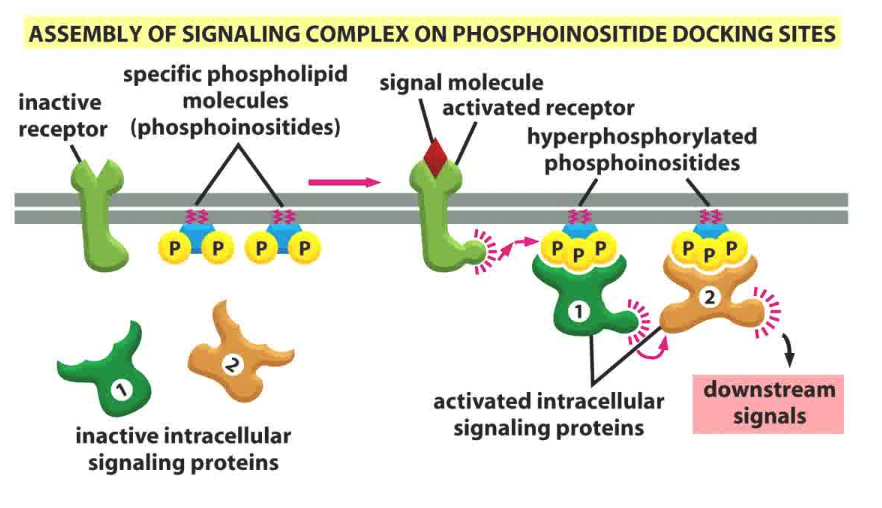 ASSEMBLY OF SIGNALING COMPLEX ON PHOSPHOINOSITIDE DOCKING SITES
inactive
receptor
specific phospholipid
molecules
(phosphoinositides)
signal molecule
activated receptor
hyperphosphorylated
phosphoinositides
P P P P
P P P
P P P
1
2
1
2
inactive intracellular
signaling proteins
activated intracellular
signaling proteins
downstream
signals